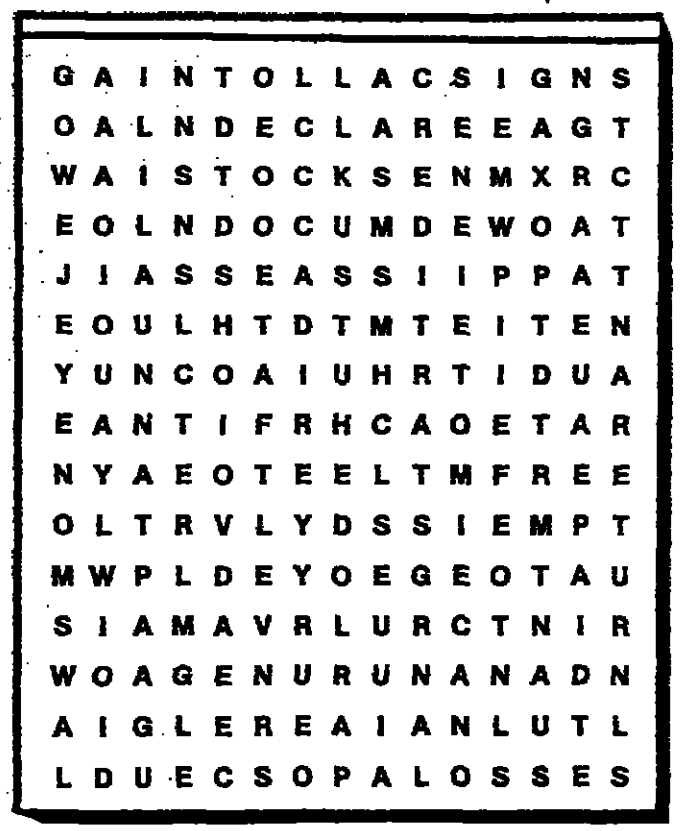 G A I N T O L L A C S I G N S
O A L N D E C L A R E E A G T
W A I S T O C K S E N M X R C
E O L N D O C U M D E W O A T
J I A S S E A S S I I P P A T
E O U L H T D T M T E I T E N
Y U N C O A I U H R T I D U A
E A N T I F R H C A O E T A R
N Y A E O T E E L T M F R E E
O L T R V L Y D S S I E M P T
M W P L D E Y O E G E O T A U
S I A M A V R L U R C T N I R
W O A G E N U R U N A N A D N
A I G L E R E A I A N L U T L
L D U E C S O P A L O S S E S